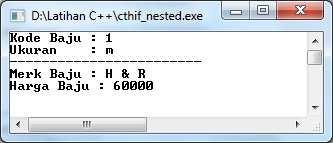 D:\Latihan C++\cthif_nested.exe
Kode Baju : 1
Ukuran    : m
------------------------
Merk Baju : H & R
Harga Baju : 60000